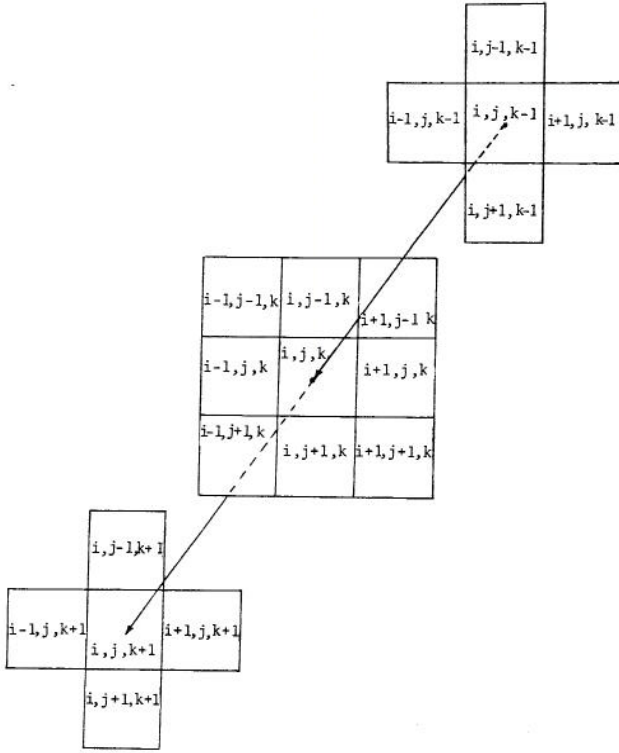 i,j-1,k-1
i-1,j,k-1 i,j,k-1 i+1,j,k-1
i,j+1,k-1
i-1,j-1,k i,j-1,k i+1,j-1 k
i-1,j,k i,j,k i+1,j,k
i-1,j+1,k i,j+1,k i+1,j+1,k
i,j-1,k+1
i-1,j,k+1 i,j,k+1 i+1,j,k+1
i,j+1,k+1